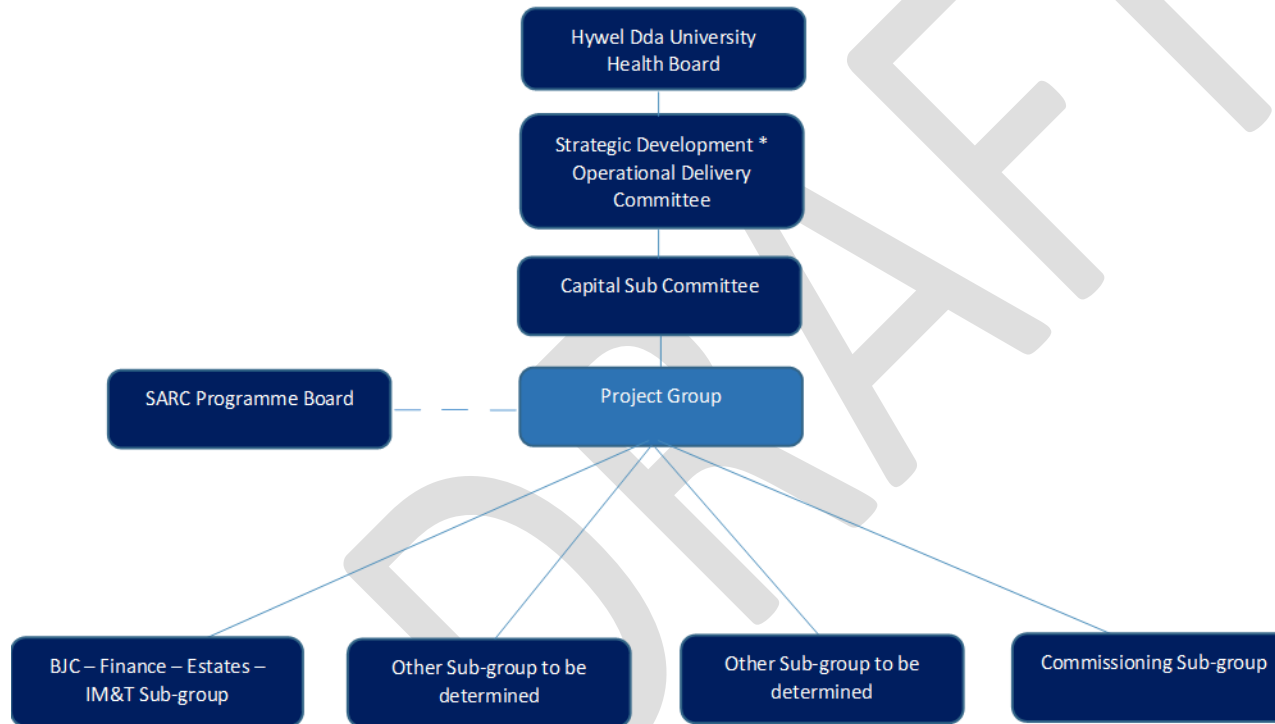 Hywel Dda University
Health Board
Strategic Development *
Operational Delivery
Committee
Capital Sub Committee
SARC Programme Board
Project Group
BJC – Finance – Estates –
IM&T Sub-group
Other Sub-group to be
determined
Other Sub-group to be
determined
Commissioning Sub-group
DRAFT